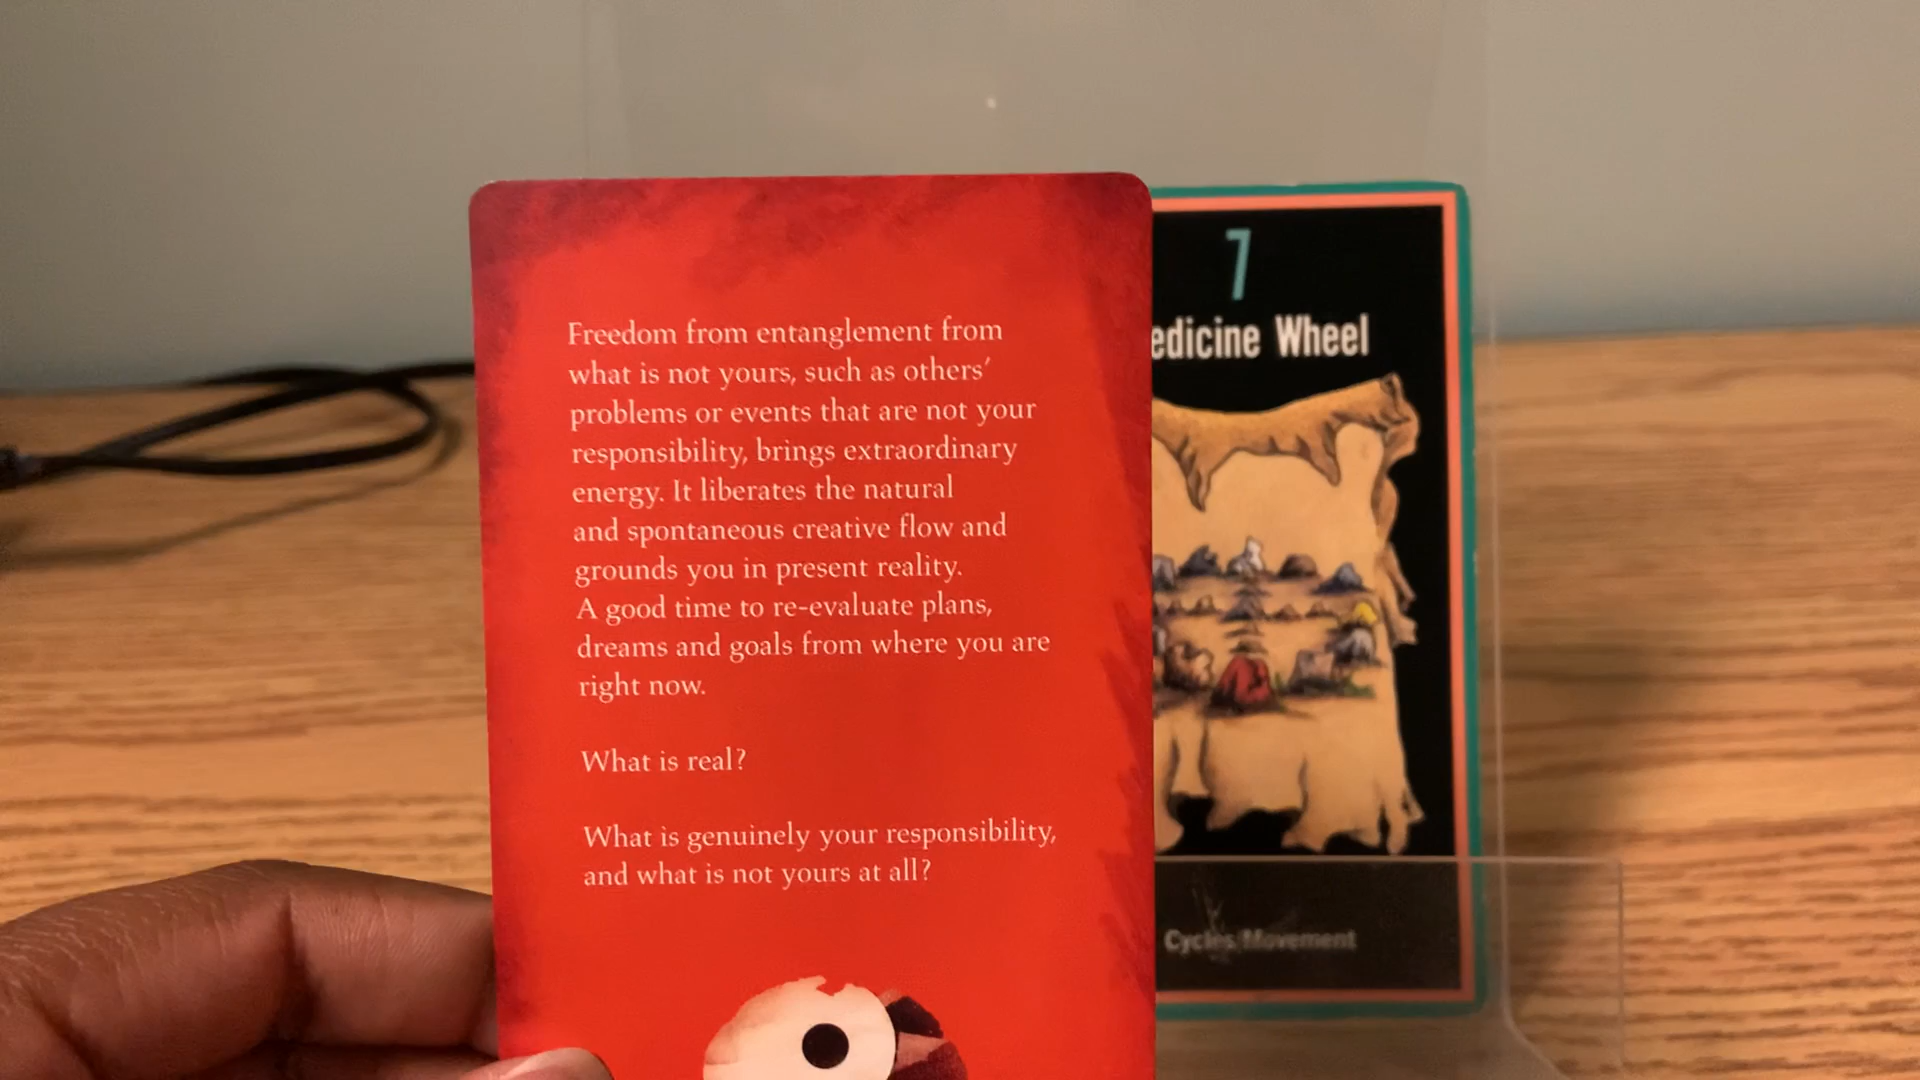 Freedom from entanglement from
what is not yours, such as others'
problems or events that are not your
responsibility, brings extraordinary
energy. It liberates the natural
and spontaneous creative flow and
grounds you in present reality.
A good time to re-evaluate plans,
dreams and goals from where you are
right now.
What is real?
What is genuinely your responsibility,
and what is not yours at all?
7
edicine Wheel
Cycles/Movement